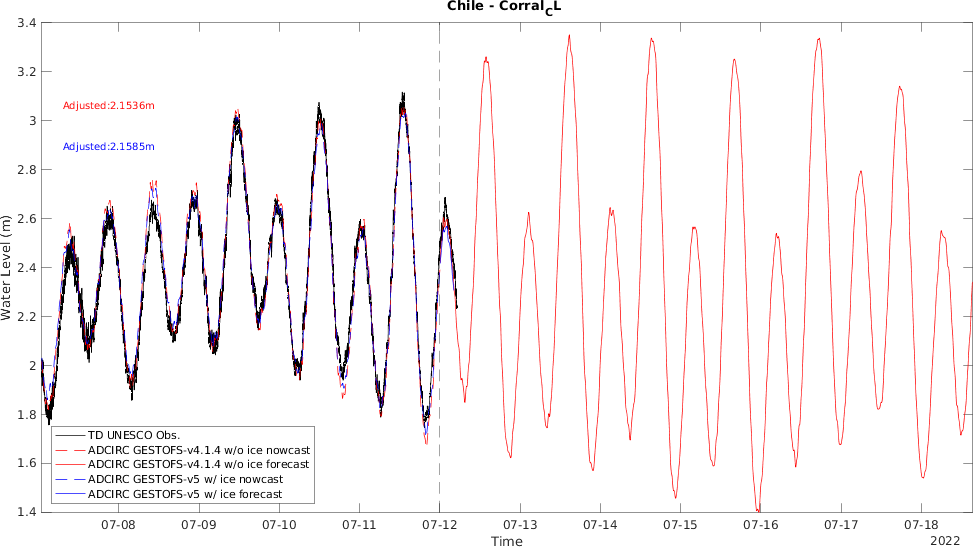 Chile - Corral_CL
3.4
3.2
3
2.8
2.6
2.4
2.2
2
1.8
1.6
1.4
Water Level (m)
Adjusted:2.1536m
Adjusted:2.1585m
TD UNESCO Obs.
ADCIRC GESTOFS-v4.1.4 w/o ice nowcast
ADCIRC GESTOFS-v4.1.4 w/o ice forecast
ADCIRC GESTOFS-v5 w/ ice nowcast
ADCIRC GESTOFS-v5 w/ ice forecast
07-08 07-09 07-10 07-11 07-12 07-13 07-14 07-15 07-16 07-17 07-18
Time
2022